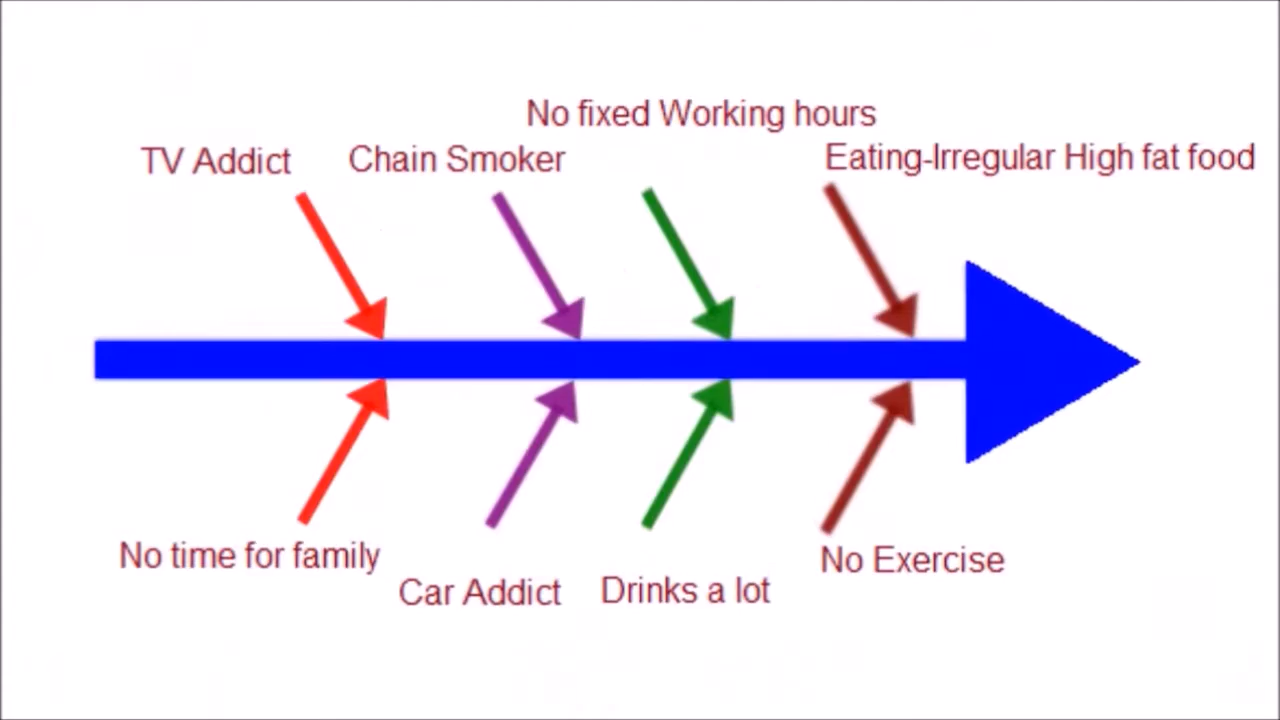 No fixed Working hours
TV Addict
Chain Smoker
Eating-Irregular High fat food
No time for family
Car Addict
Drinks a lot
No Exercise